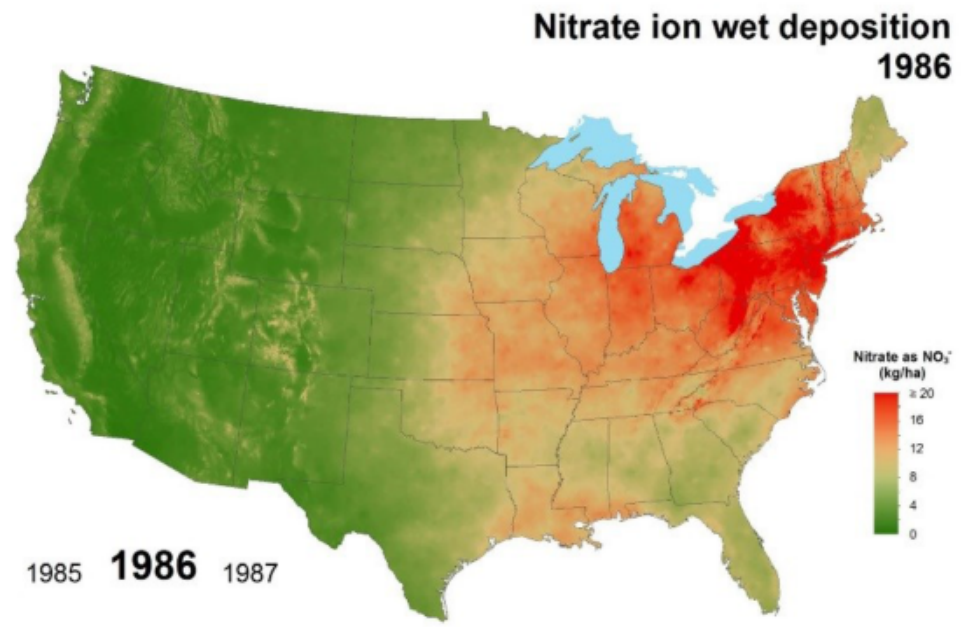 Nitrate ion wet deposition
1986
Nitrate as NO₃⁻
(kg/ha)
≥ 20
16
12
8
4
0
1985 1986 1987